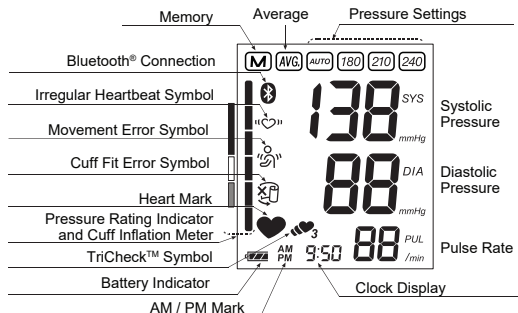 Memory
Average
Pressure Settings
M AVG. AUTO 180 210 240
Bluetooth® Connection
Irregular Heartbeat Symbol
Movement Error Symbol
Cuff Fit Error Symbol
Heart Mark
Pressure Rating Indicator
and Cuff Inflation Meter
TriCheck™ Symbol
Battery Indicator
AM / PM Mark
138 SYS
mmHg
Systolic
Pressure
88 DIA
mmHg
Diastolic
Pressure
3
AM
PM
9:50
88 PUL
/min
Pulse Rate
Clock Display